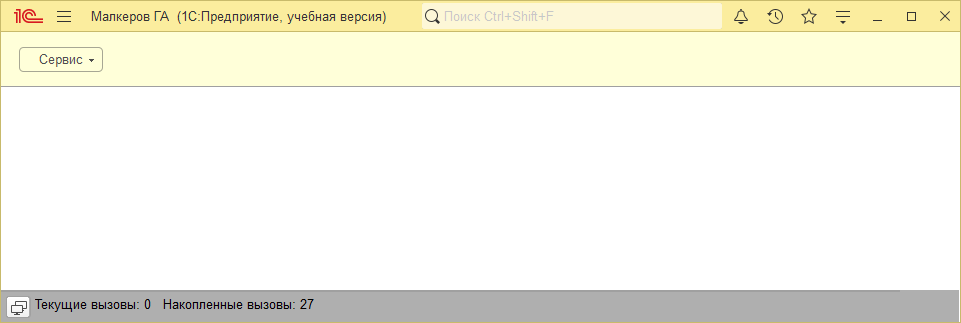 1С Малкеров ГА (1С:Предприятие, учебная версия) Поиск Ctrl+Shift+F
Сервис
Текущие вызовы: 0 Накопленные вызовы: 27